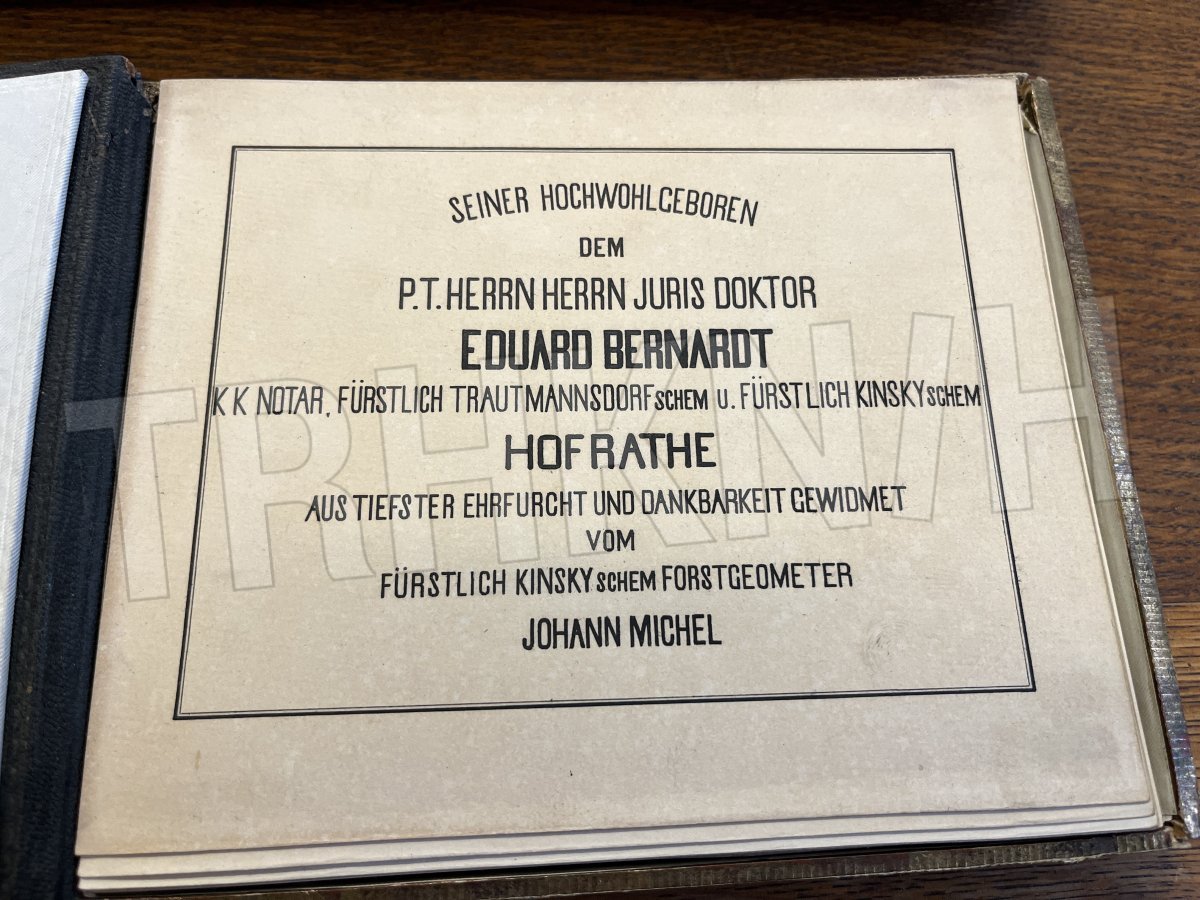 SEINER HOCHWOHLGEBOREN
DEM
P.T. HERRN HERRN JURIS DOKTOR
EDUARD BERNARDT
K K NOTAR, FÜRSTLICH TRAUTMANNSDORFSCHEM U. FÜRSTLICH KINSKYSCHEM
HOFRATHE
AUS TIEFSTER EHRFURCHT UND DANKBARKEIT GEWIDMET
VOM
FÜRSTLICH KINSKYSCHEM FORSTGEOMETER
JOHANN MICHEL
TRHKNVH